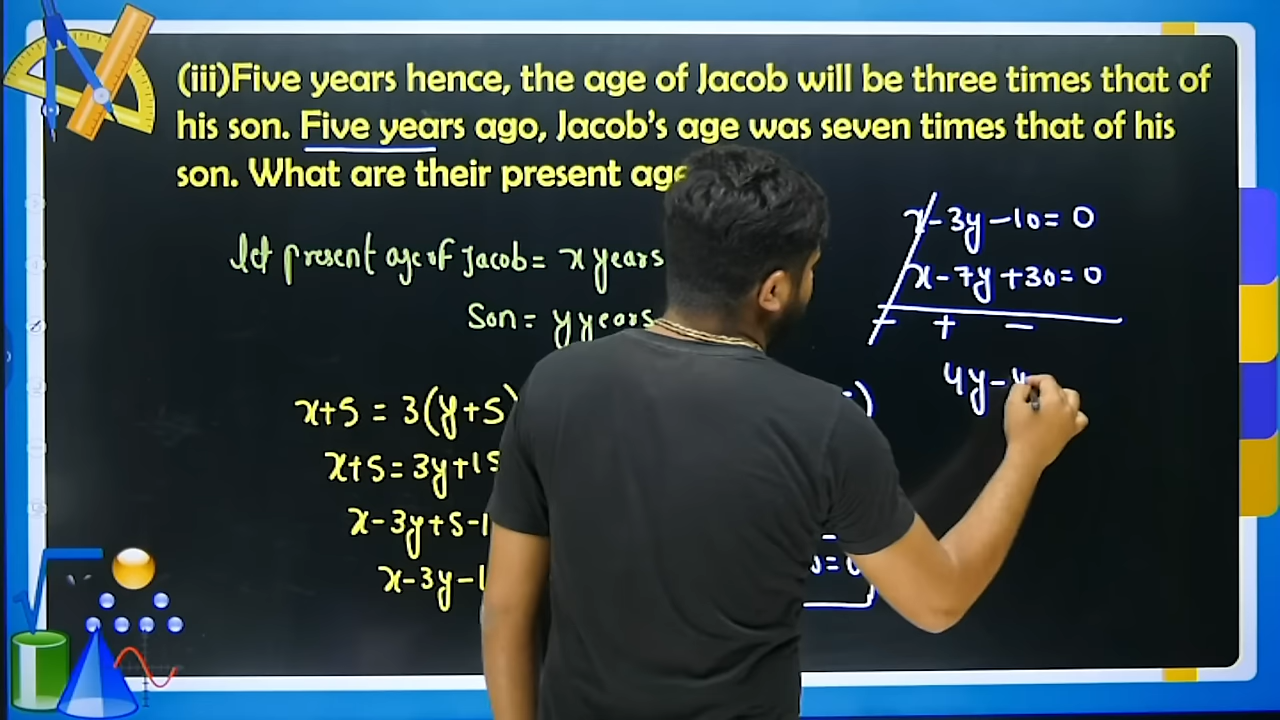 (iii)Five years hence, the age of Jacob will be three times that of
his son. Five years ago, Jacob's age was seven times that of his
son. What are their present age
let present age of Jacob = x years
Son = y years
x+5 = 3(y+5)
x+5 = 3y+15
x-3y+5-1
x-3y-1
x-3y-10=0
x-7y+30=0
- + -
4y-4
)
=0